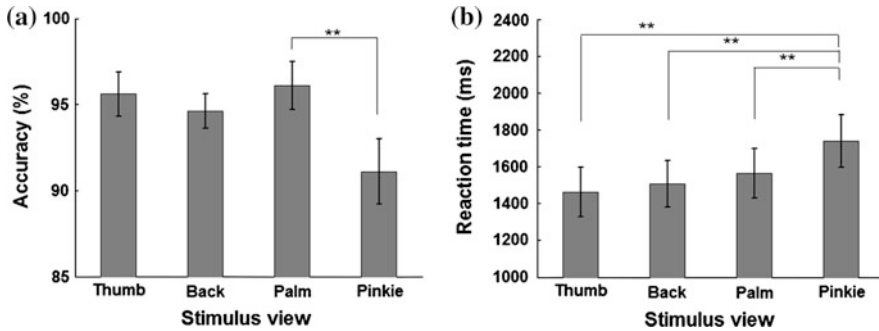 (a)
100
95
90
85
Accuracy (%)
**
Thumb Back Palm Pinkie
Stimulus view
(b)
2400
2200
2000
1800
1600
1400
1200
1000
Reaction time (ms)
**
**
**
Thumb Back Palm Pinkie
Stimulus view